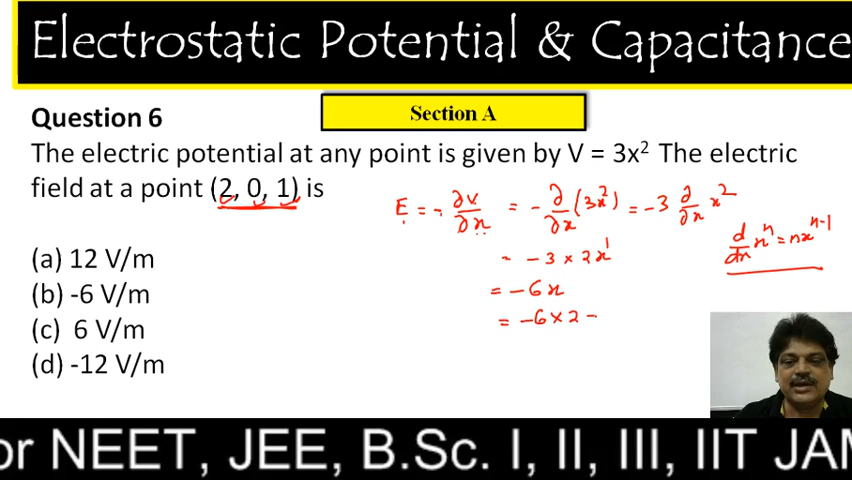 Electrostatic Potential & Capacitance
Section A
Question 6
The electric potential at any point is given by V = 3x² The electric
field at a point (2, 0, 1) is
E = - ∂V/∂x = - ∂/∂x (3x²) = -3 ∂/∂x x²
= -3 × 2x¹
= -6x
= -6 × 2 -
d/dx xⁿ = nxⁿ⁻¹
(a) 12 V/m
(b) -6 V/m
(c) 6 V/m
(d) -12 V/m
or NEET, JEE, B.Sc. I, II, III, IIT JAM